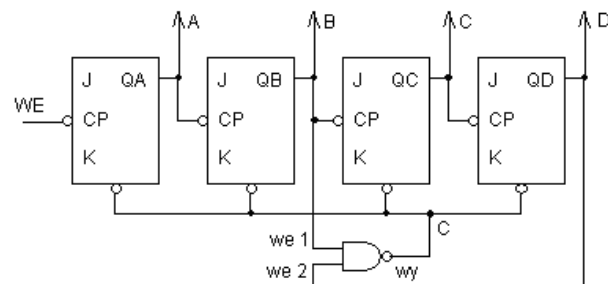 A B C D
J QA J QB J QC J QD
WE
CP CP CP CP
K K K K
C
we 1
we 2 wy